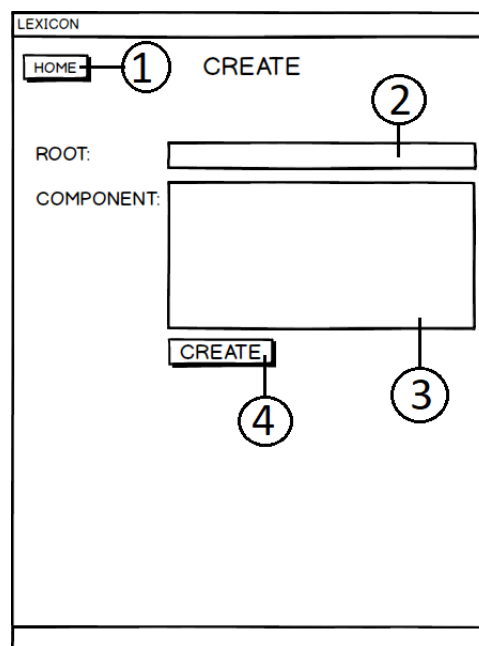 LEXICON
HOME 1 CREATE
2
ROOT:
COMPONENT:
CREATE
3
4